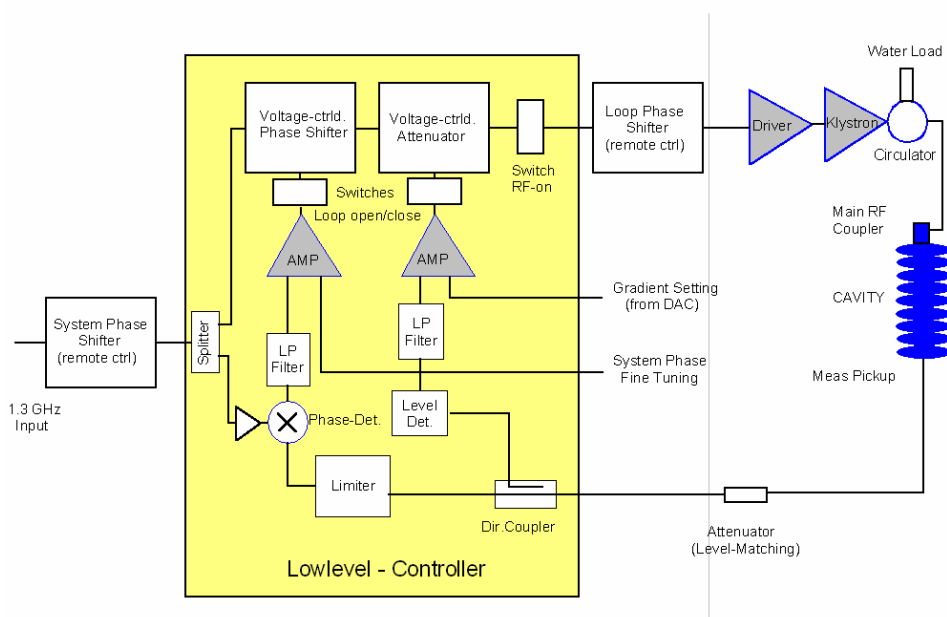 Water Load
Voltage-ctrld.
Phase Shifter
Voltage-ctrld.
Attenuator
Loop Phase
Shifter
(remote ctrl)
Driver
Klystron
Circulator
Switch
RF-on
Switches
Loop open/close
AMP
AMP
Main RF
Coupler
Gradient Setting
(from DAC)
CAVITY
System Phase
Shifter
(remote ctrl)
Splitter
LP
Filter
LP
Filter
System Phase
Fine Tuning
Meas Pickup
1.3 GHz
Input
Phase-Det.
Level
Det.
Limiter
Dir.Coupler
Attenuator
(Level-Matching)
Lowlevel - Controller